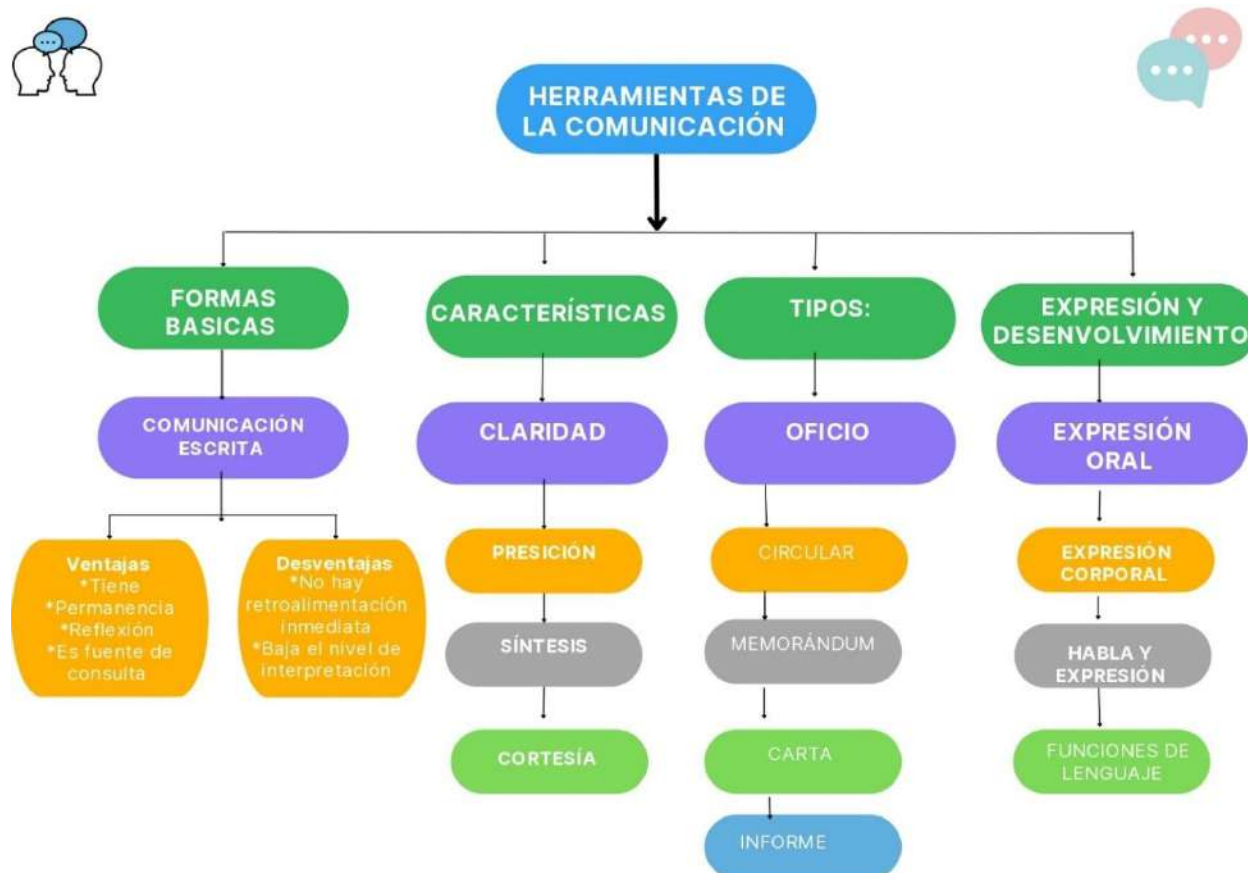 HERRAMIENTAS DE
LA COMUNICACIÓN
FORMAS
BASICAS
COMUNICACIÓN
ESCRITA
Ventajas
*Tiene
*Permanencia
*Reflexión
*Es fuente de
consulta
Desventajas
*No hay
retroalimentación
inmediata
*Baja el nivel de
interpretación
CARACTERÍSTICAS
CLARIDAD
PRESICIÓN
SÍNTESIS
CORTESÍA
TIPOS:
OFICIO
CIRCULAR
MEMORÁNDUM
CARTA
INFORME
EXPRESIÓN Y
DESENVOLVIMIENTO
EXPRESIÓN
ORAL
EXPRESIÓN
CORPORAL
HABLA Y
EXPRESIÓN
FUNCIONES DE
LENGUAJE